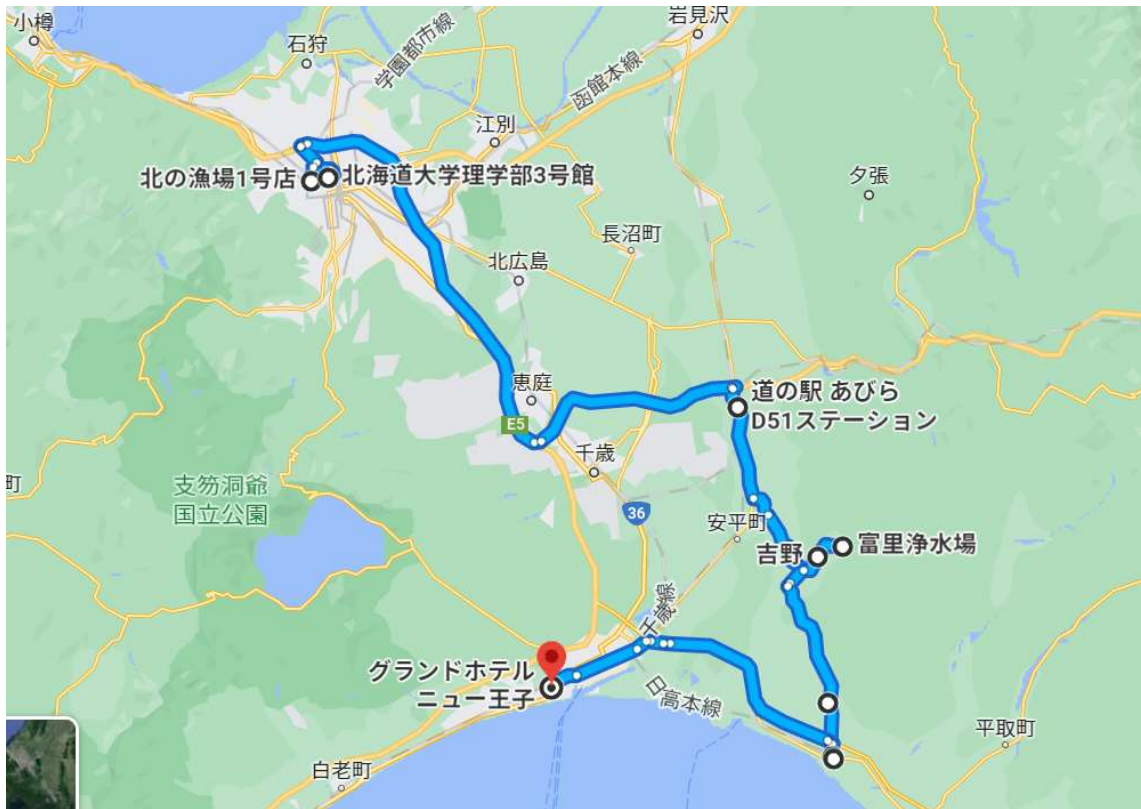 小樽
石狩
岩見沢
学園都市線
函館本線
江別
北の漁場1号店
北海道大学理学部3号館
夕張
長沼町
北広島
恵庭
道の駅 あびら
D51ステーション
E5
千歳
町
支笏洞爺
国立公園
36
安平町
吉野
富里浄水場
千歳線
グランドホテル
ニュー王子
日高本線
平取町
白老町